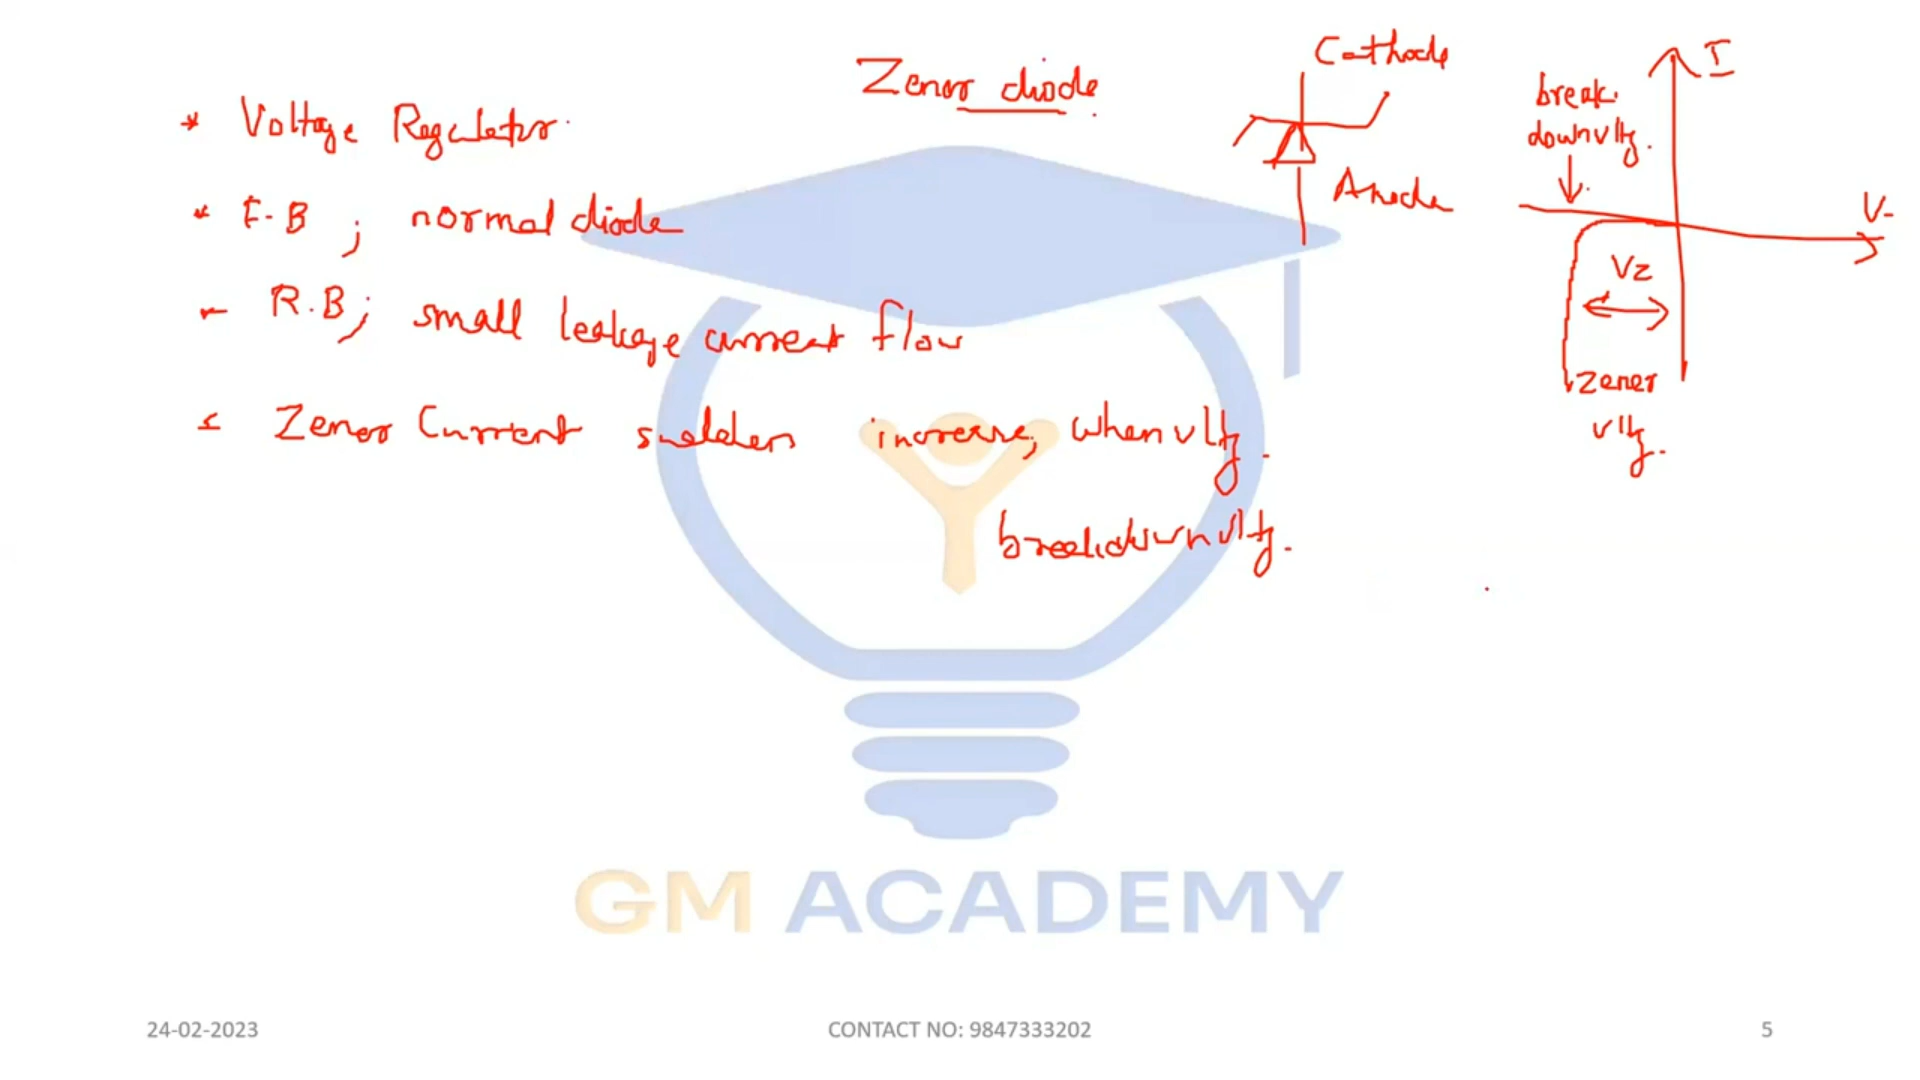 Zener diode
* Voltage Regulator
* F.B ; normal diode
R.B ; small leakage current flow
Zener Current increase, when vltg.
breakdown vltg.
Cathode
Anode
I
break
down vltg.
V
Vz
Zener
vltg.
GM ACADEMY
24-02-2023
CONTACT NO: 9847333202
5